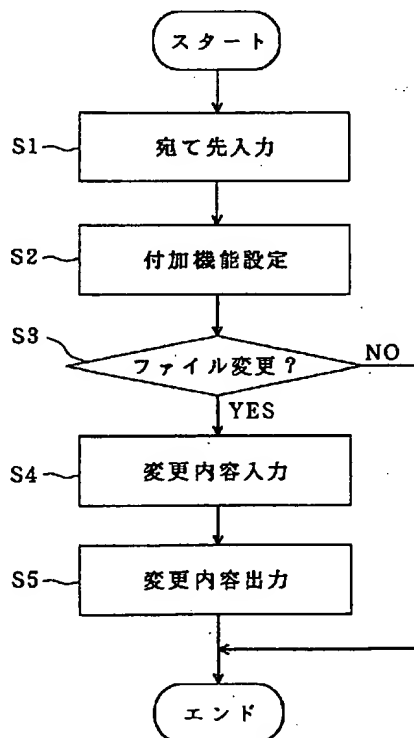 スタート
S1
宛て先入力
S2
付加機能設定
S3
ファイル変更？
NO
YES
S4
変更内容入力
S5
変更内容出力
エンド